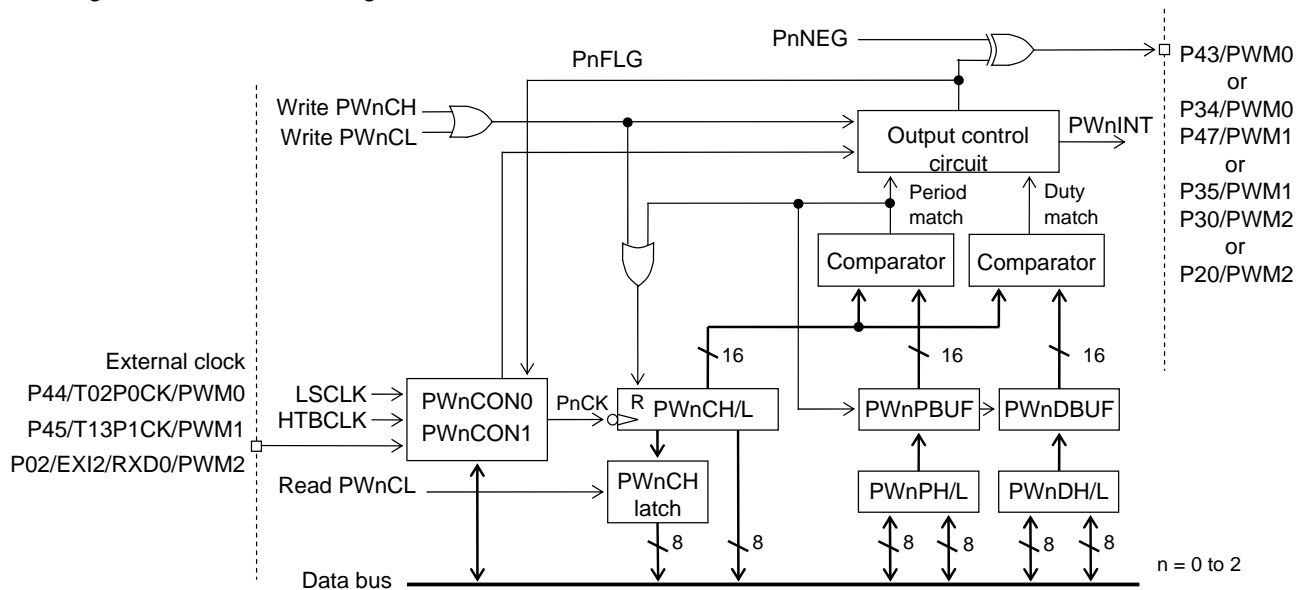 PnNEG
PnFLG
P43/PWM0
or
P34/PWM0
P47/PWM1
or
P35/PWM1
P30/PWM2
or
P20/PWM2
Write PWnCH
Write PWnCL
Output control
circuit
PWnINT
Period
match
Duty
match
Comparator
Comparator
16
16
16
External clock
P44/T02P0CK/PWM0
P45/T13P1CK/PWM1
P02/EXI2/RXD0/PWM2
LSCLK
HTBCLK
PWnCON0
PWnCON1
PnCK
R
PWnCH/L
PWnPBUF
PWnDBUF
Read PWnCL
PWnCH
latch
PWnPH/L
PWnDH/L
8
8
8
8
8
8
Data bus
n = 0 to 2